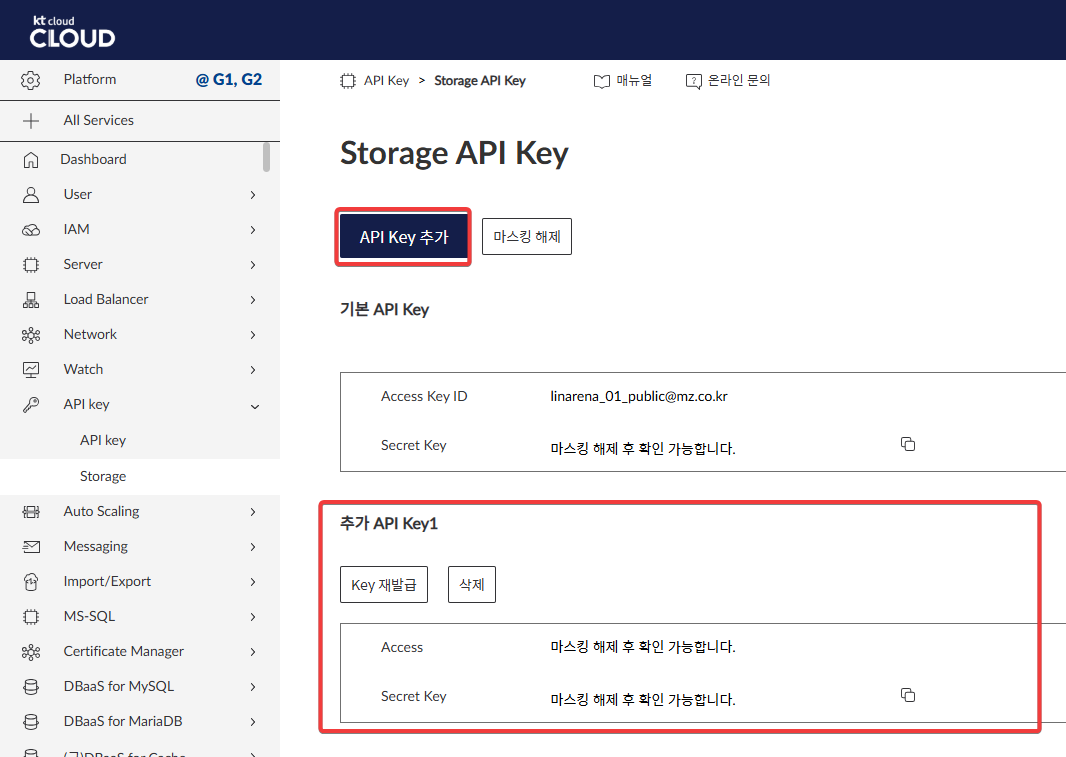 kt cloud
CLOUD
Platform @ G1, G2
All Services
Dashboard
User
IAM
Server
Load Balancer
Network
Watch
API key
API key
Storage
Auto Scaling
Messaging
Import/Export
MS-SQL
Certificate Manager
DBaaS for MySQL
DBaaS for MariaDB
(구)DBaaS for Cache
API Key > Storage API Key 매뉴얼 온라인 문의
Storage API Key
API Key 추가 마스킹 해제
기본 API Key
Access Key ID linarena_01_public@mz.co.kr
Secret Key 마스킹 해제 후 확인 가능합니다.
추가 API Key1
Key 재발급 삭제
Access 마스킹 해제 후 확인 가능합니다.
Secret Key 마스킹 해제 후 확인 가능합니다.